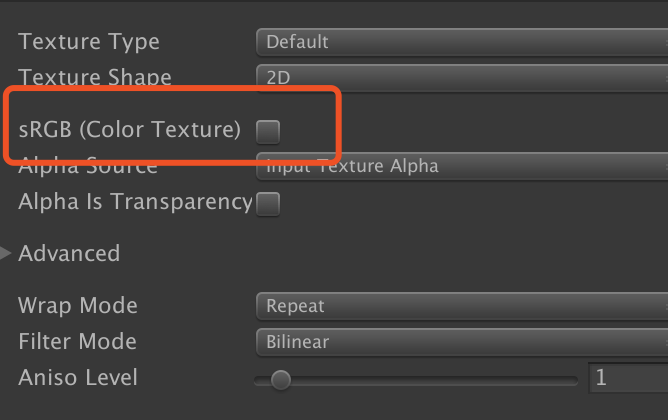 Texture Type Default
Texture Shape 2D
sRGB (Color Texture)
Alpha Source Input Texture Alpha
Alpha Is Transparency
Advanced
Wrap Mode Repeat
Filter Mode Bilinear
Aniso Level 1